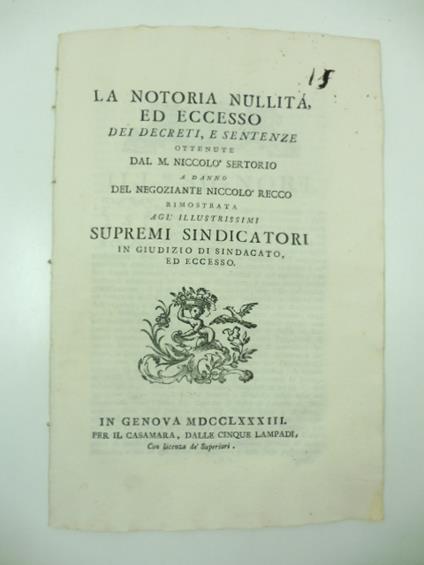 15
LA NOTORIA NULLITÀ,
ED ECCESSO
DEI DECRETI, E SENTENZE
OTTENUTE
DAL M. NICCOLO' SERTORIO
A DANNO
DEL NEGOZIANTE NICCOLO' RECCO
RIMOSTRATA
AGL' ILLUSTRISSIMI
SUPREMI SINDICATORI
IN GIUDIZIO DI SINDACATO,
ED ECCESSO.
IN GENOVA MDCCLXXXIII.
PER IL CASAMARA, DALLE CINQUE LAMPADI,
Con licenza de' Superiori.